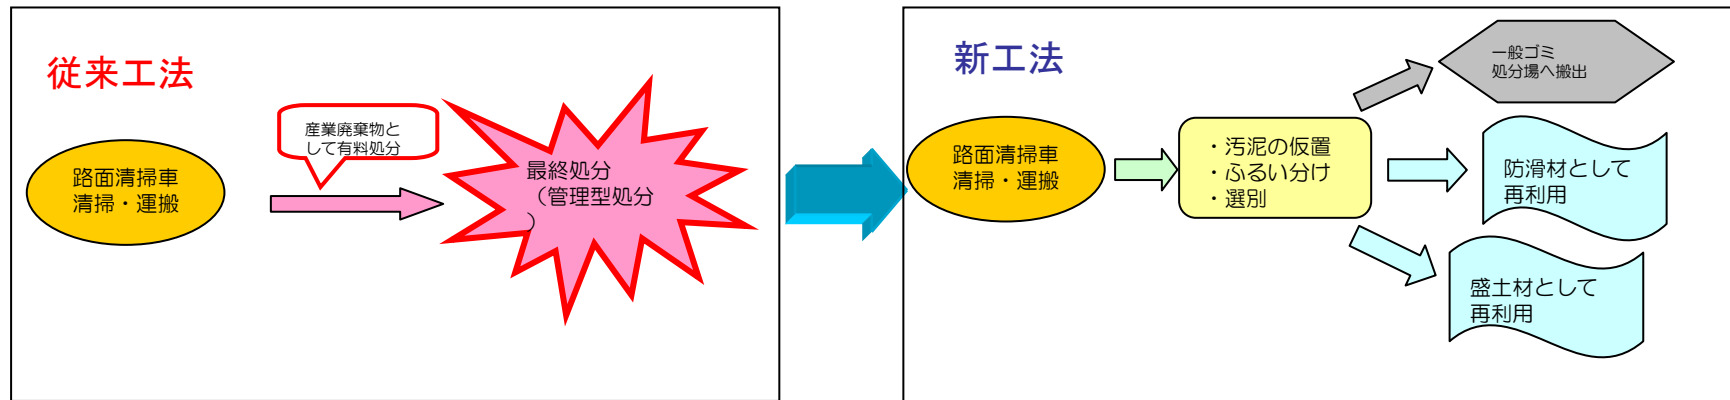 従来工法
産業廃棄物と
して有料処分
路面清掃車
清掃・運搬
最終処分
（管理型処分
）
新工法
路面清掃車
清掃・運搬
・汚泥の仮置
・ふるい分け
・選別
一般ゴミ
処分場へ搬出
防滑材として
再利用
盛土材として
再利用